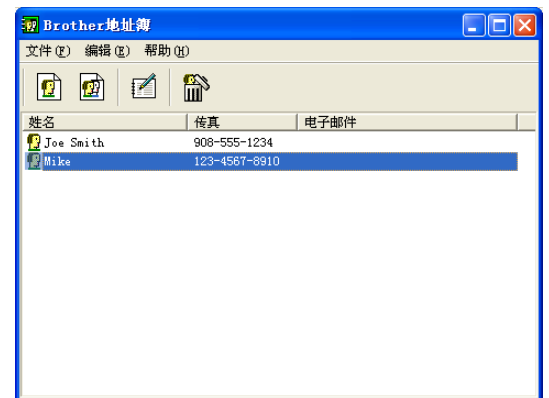 Brother地址簿
文件(F) 编辑(E) 帮助(H)
姓名 传真 电子邮件
Joe Smith 908-555-1234
Mike 123-4567-8910